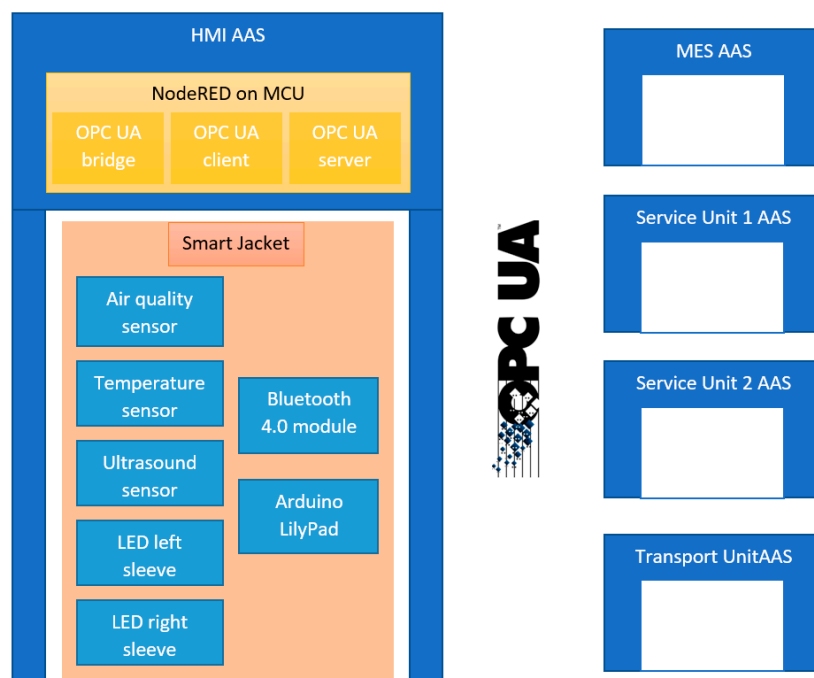 HMI AAS
NodeRED on MCU
OPC UA
bridge
OPC UA
client
OPC UA
server
Smart Jacket
Air quality
sensor
Temperature
sensor
Ultrasound
sensor
LED left
sleeve
LED right
sleeve
Bluetooth
4.0 module
Arduino
LilyPad
OPC UA
MES AAS
Service Unit 1 AAS
Service Unit 2 AAS
Transport UnitAAS